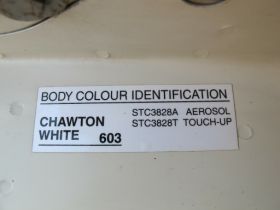 BODY COLOUR IDENTIFICATION
STC3828A AEROSOL
CHAWTON STC3828T TOUCH-UP
WHITE 603